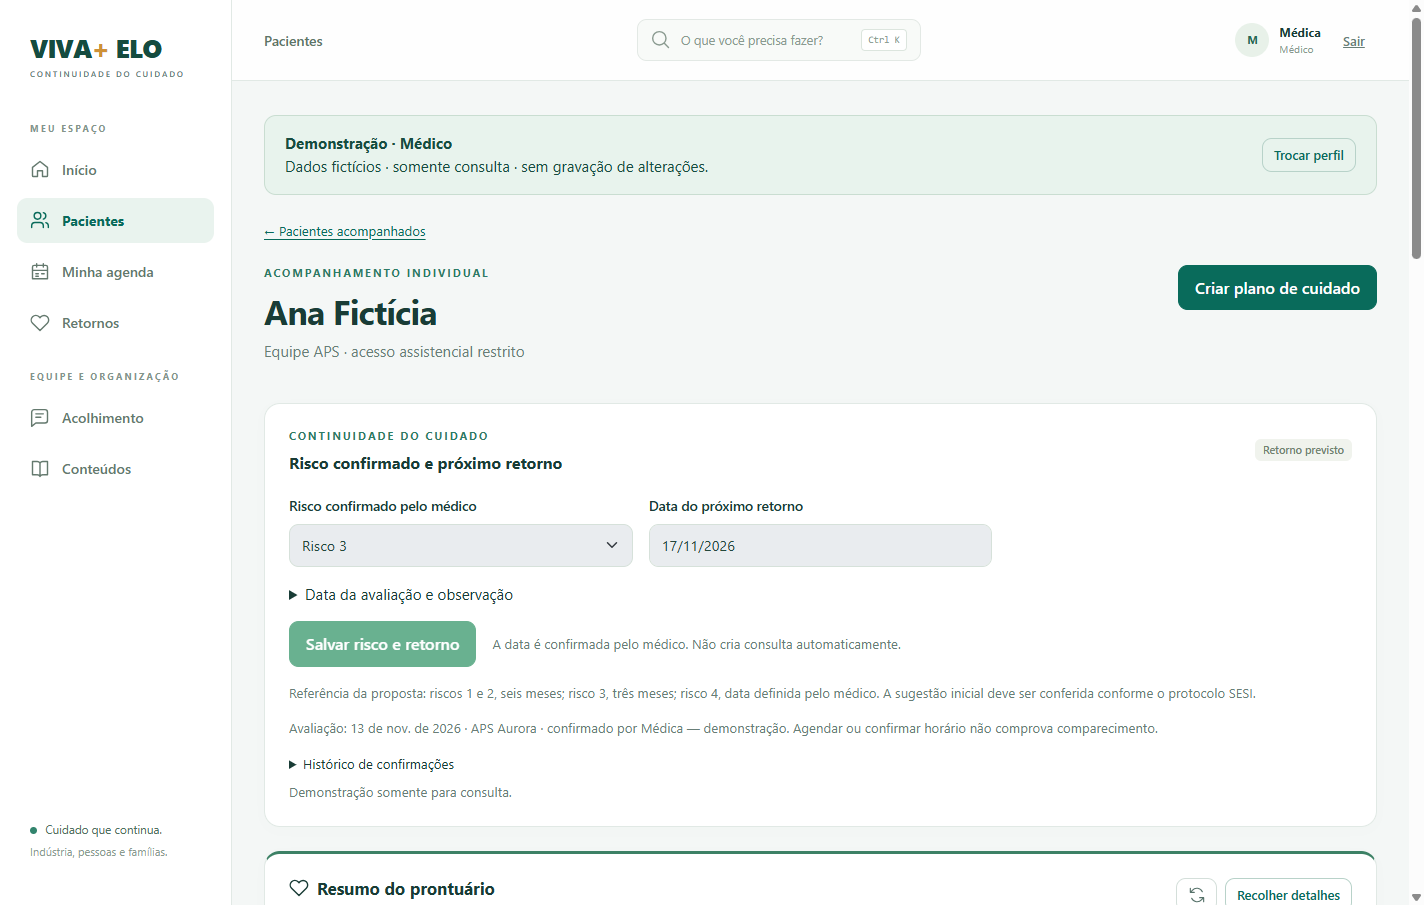 VIVA+ ELO
CONTINUIDADE DO CUIDADO
MEU ESPAÇO
Início
Pacientes
Minha agenda
Retornos
EQUIPE E ORGANIZAÇÃO
Acolhimento
Conteúdos
Cuidado que continua.
Indústria, pessoas e famílias.
Pacientes
O que você precisa fazer?
Ctrl K
M
Médica
Médico
Sair
Demonstração · Médico
Dados fictícios · somente consulta · sem gravação de alterações.
Trocar perfil
← Pacientes acompanhados
ACOMPANHAMENTO INDIVIDUAL
Ana Fictícia
Equipe APS · acesso assistencial restrito
Criar plano de cuidado
CONTINUIDADE DO CUIDADO
Risco confirmado e próximo retorno
Retorno previsto
Risco confirmado pelo médico
Data do próximo retorno
Risco 3
17/11/2026
Data da avaliação e observação
Salvar risco e retorno
A data é confirmada pelo médico. Não cria consulta automaticamente.
Referência da proposta: riscos 1 e 2, seis meses; risco 3, três meses; risco 4, data definida pelo médico. A sugestão inicial deve ser conferida conforme o protocolo SESI.
Avaliação: 13 de nov. de 2026 · APS Aurora · confirmado por Médica — demonstração. Agendar ou confirmar horário não comprova comparecimento.
Histórico de confirmações
Demonstração somente para consulta.
Resumo do prontuário
Recolher detalhes